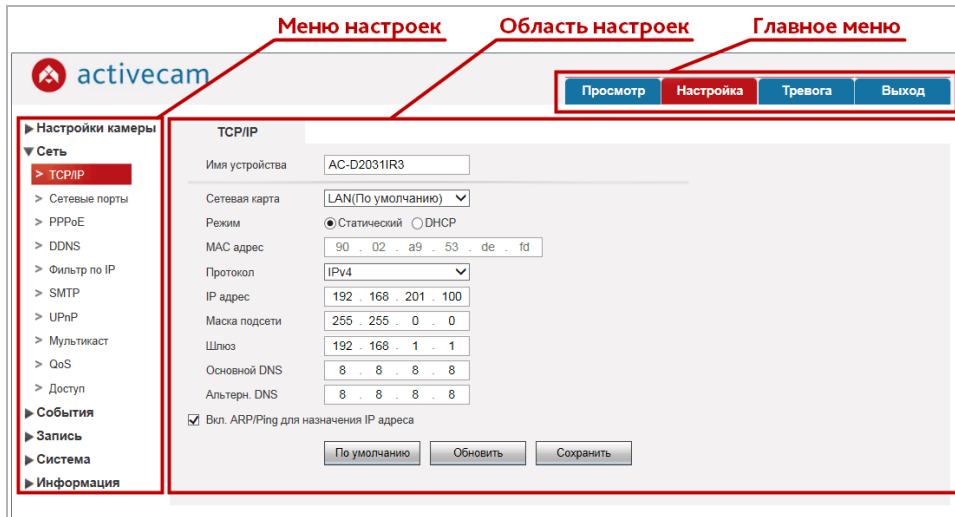 Меню настроек Область настроек Главное меню
activecam
Просмотр Настройка Тревога Выход
Настройки камеры
Сеть
> TCP/IP
> Сетевые порты
> PPPoE
> DDNS
> Фильтр по IP
> SMTP
> UPnP
> Мультикаст
> QoS
> Доступ
События
Запись
Система
Информация
TCP/IP
Имя устройства AC-D2031IR3
Сетевая карта LAN(По умолчанию)
Режим Статический DHCP
MAC адрес 90 . 02 . a9 . 53 . de . fd
Протокол IPv4
IP адрес 192 . 168 . 201 . 100
Маска подсети 255 . 255 . 0 . 0
Шлюз 192 . 168 . 1 . 1
Основной DNS 8 . 8 . 8 . 8
Альтерн. DNS 8 . 8 . 8 . 8
Вкл. ARP/Ping для назначения IP адреса
По умолчанию Обновить Сохранить